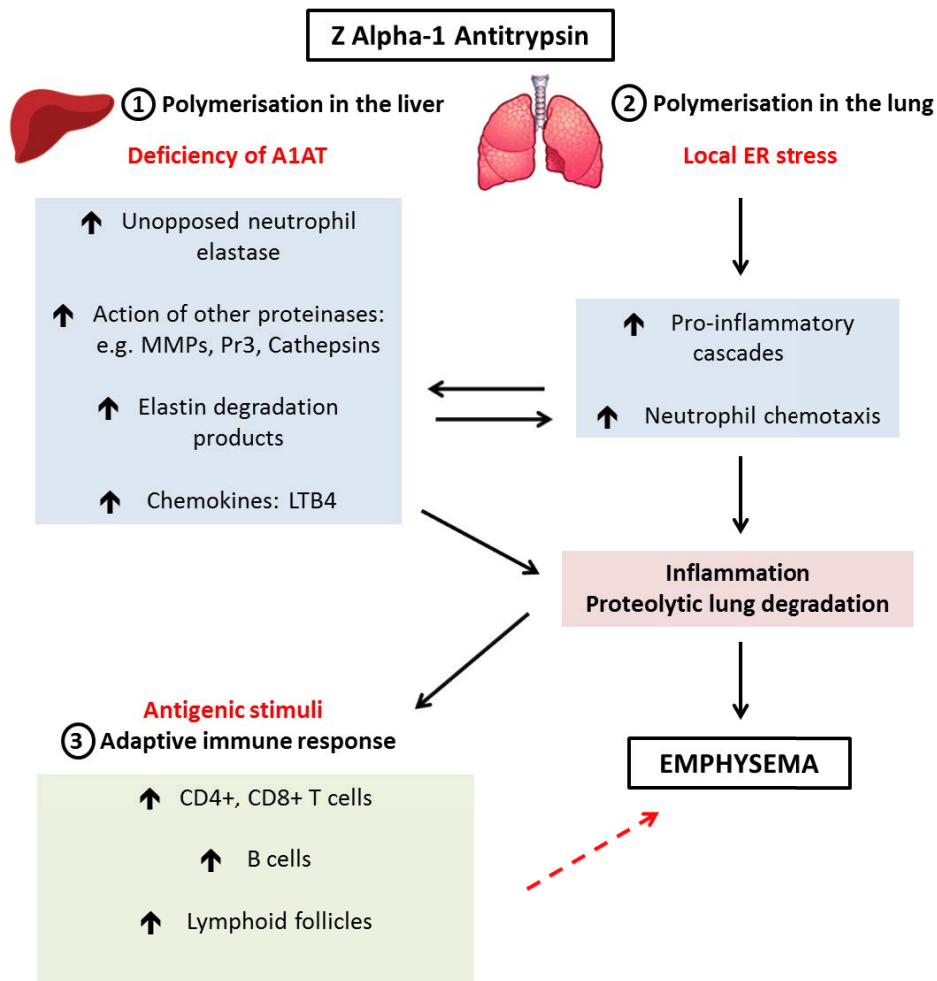 Z Alpha-1 Antitrypsin
1 Polymerisation in the liver
Deficiency of A1AT
Unopposed neutrophil
elastase
Action of other proteinases:
e.g. MMPs, Pr3, Cathepsins
Elastin degradation
products
Chemokines: LTB4
2 Polymerisation in the lung
Local ER stress
Pro-inflammatory
cascades
Neutrophil chemotaxis
Inflammation
Proteolytic lung degradation
Antigenic stimuli
3 Adaptive immune response
CD4+, CD8+ T cells
B cells
Lymphoid follicles
EMPHYSEMA